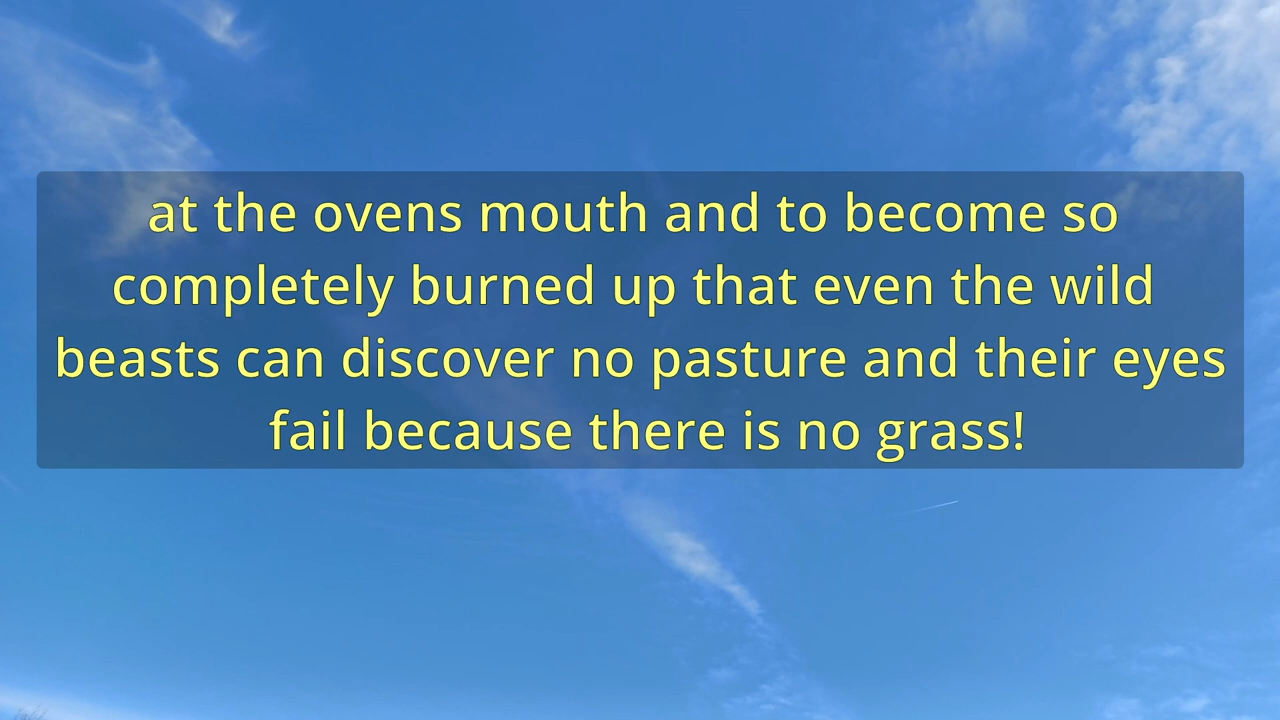 at the ovens mouth and to become so
completely burned up that even the wild
beasts can discover no pasture and their eyes
fail because there is no grass!